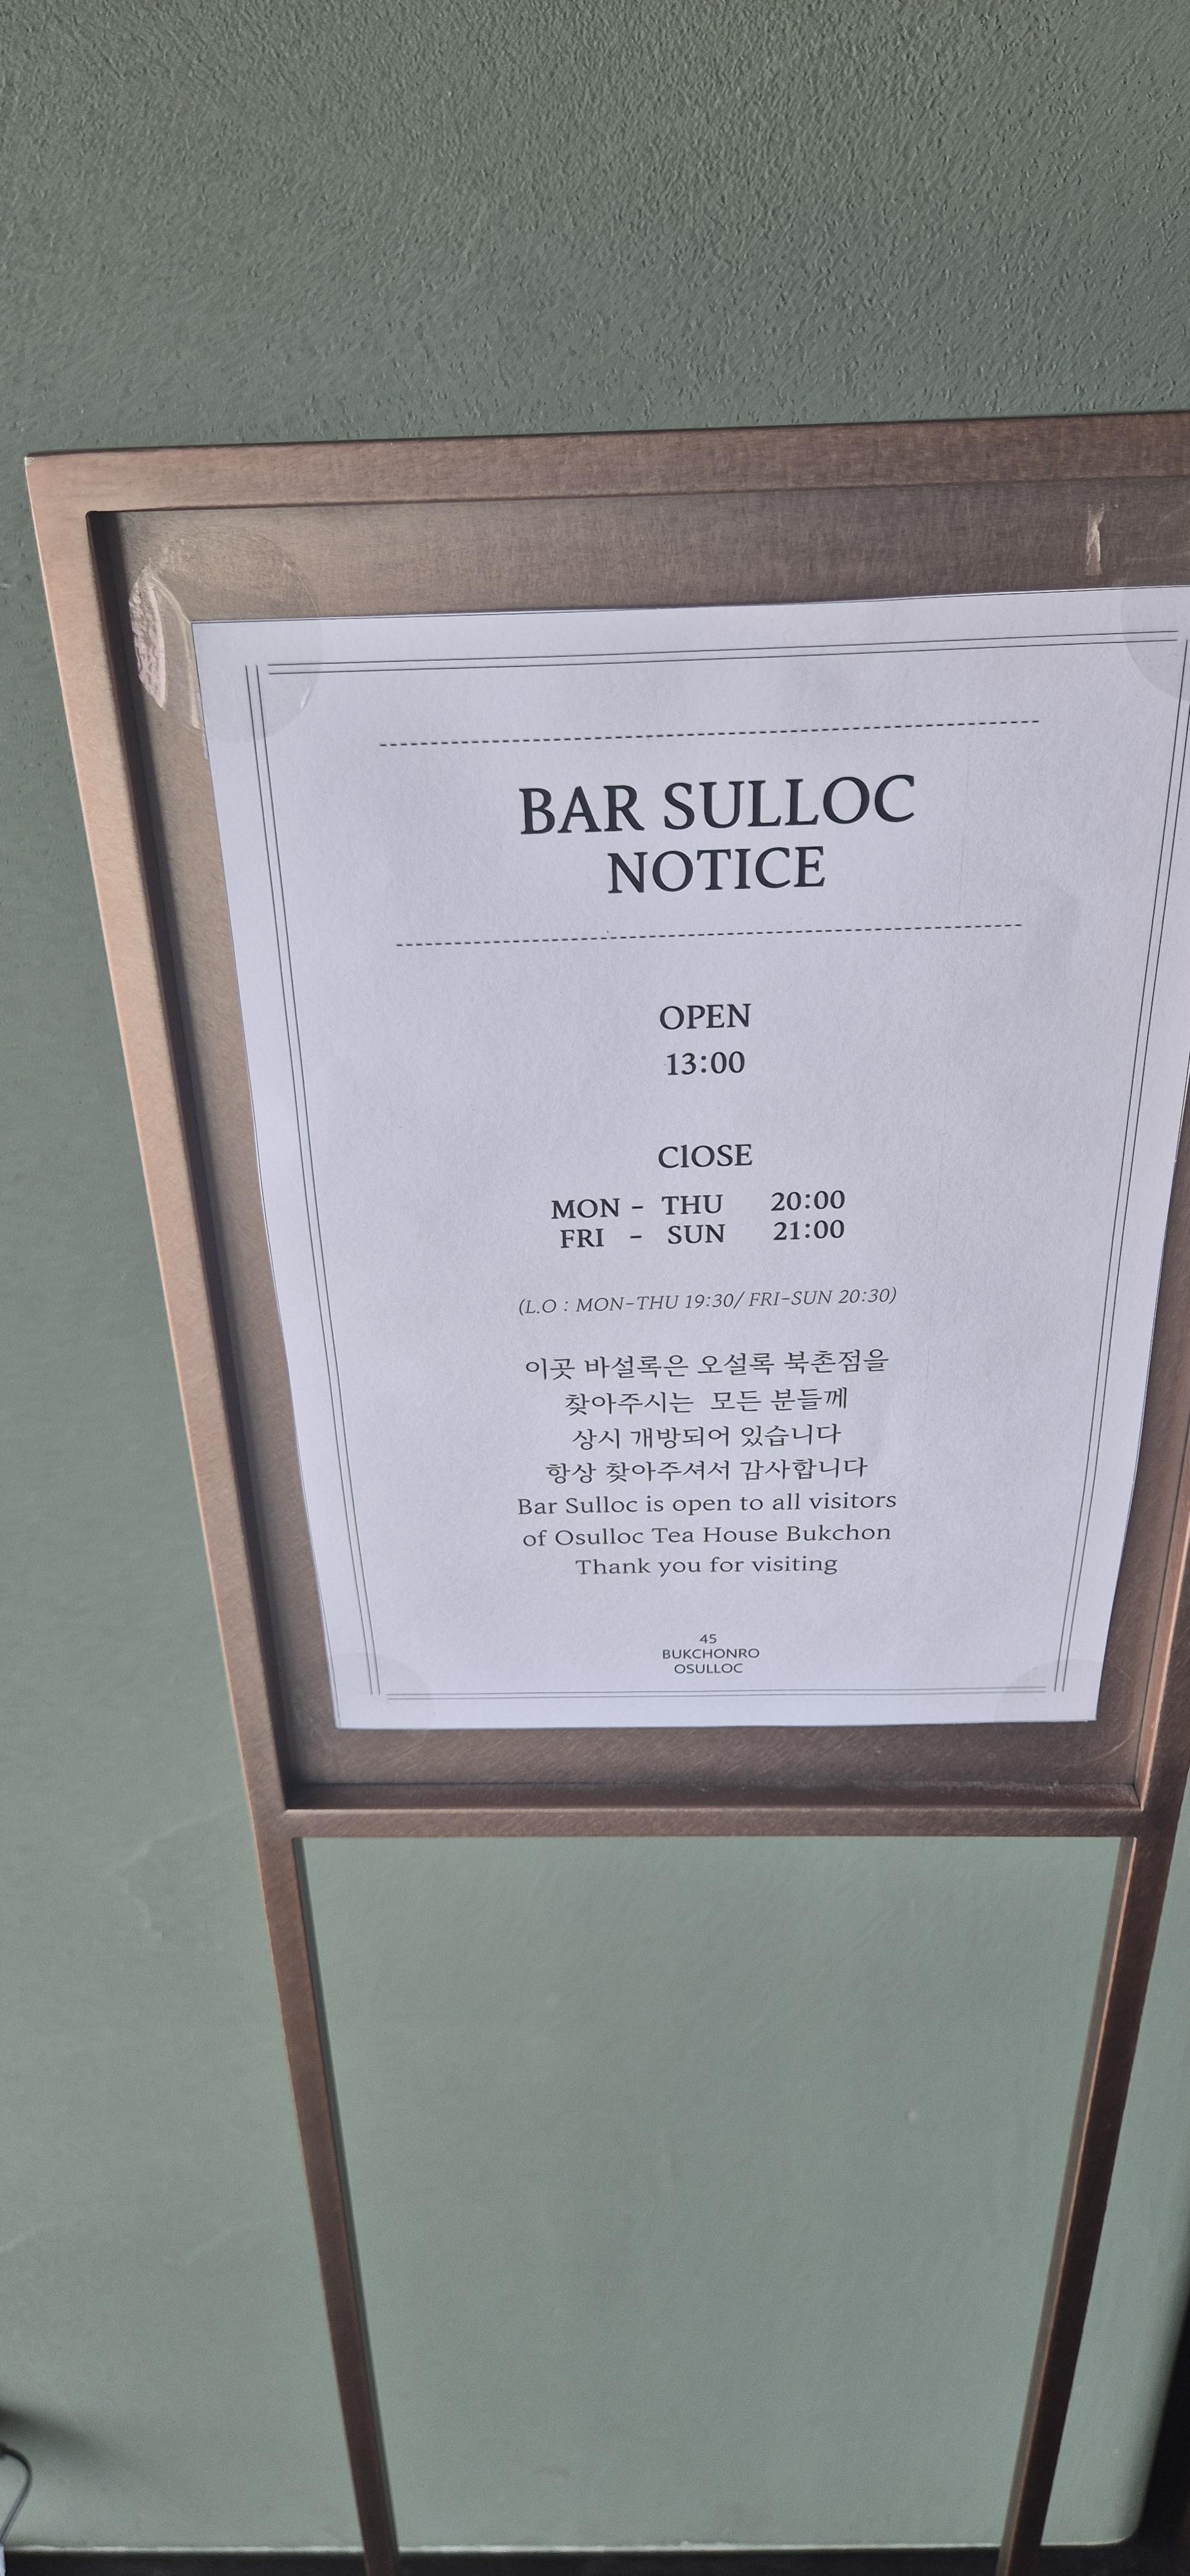 BAR SULLOC
NOTICE
OPEN
13:00
ClOSE
MON - THU 20:00
FRI - SUN 21:00
(L.O : MON-THU 19:30/ FRI-SUN 20:30)
이곳 바설록은 오설록 북촌점을
찾아주시는 모든 분들께
상시 개방되어 있습니다
항상 찾아주셔서 감사합니다
Bar Sulloc is open to all visitors
of Osulloc Tea House Bukchon
Thank you for visiting
45
BUKCHONRO
OSULLOC